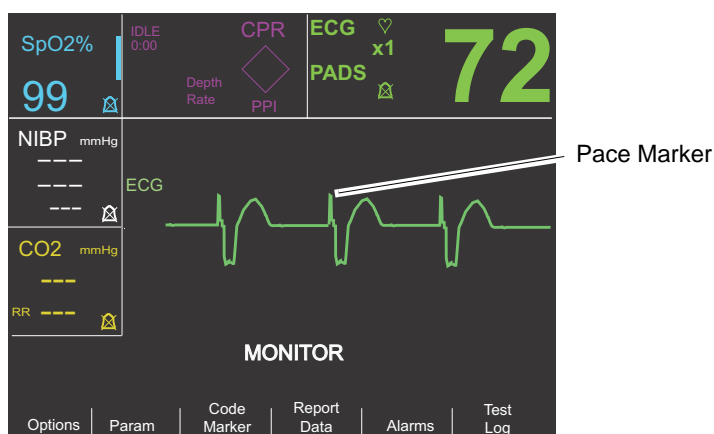 SpO2%
99
IDLE
0:00
CPR
Depth
Rate
PPI
ECG
x1
PADS
72
NIBP mmHg
---
---
---
ECG
Pace Marker
CO2 mmHg
---
RR ---
MONITOR
Options
Param
Code
Marker
Report
Data
Alarms
Test
Log